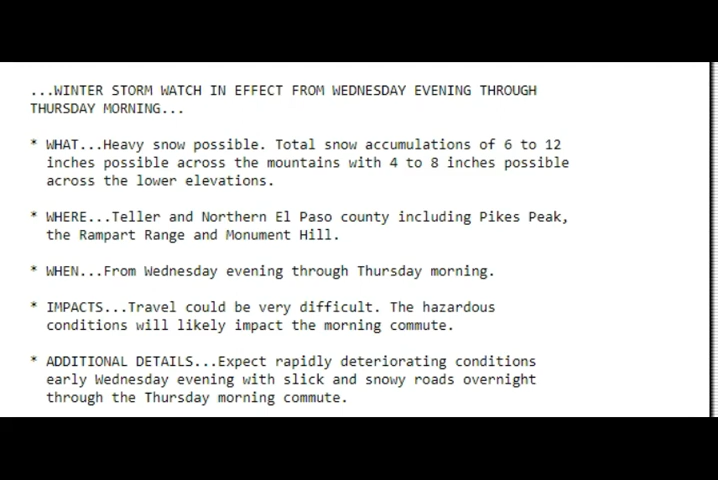 ...WINTER STORM WATCH IN EFFECT FROM WEDNESDAY EVENING THROUGH
THURSDAY MORNING...
* WHAT...Heavy snow possible. Total snow accumulations of 6 to 12
inches possible across the mountains with 4 to 8 inches possible
across the lower elevations.
* WHERE...Teller and Northern El Paso county including Pikes Peak,
the Rampart Range and Monument Hill.
* WHEN...From Wednesday evening through Thursday morning.
* IMPACTS...Travel could be very difficult. The hazardous
conditions will likely impact the morning commute.
* ADDITIONAL DETAILS...Expect rapidly deteriorating conditions
early Wednesday evening with slick and snowy roads overnight
through the Thursday morning commute.